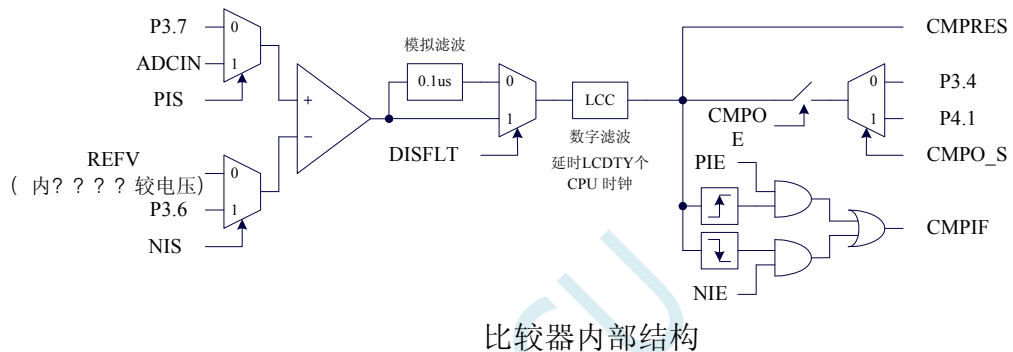 P3.7
ADCIN
PIS
0
1
REFV
( 内? ? ? ? 较电压)
P3.6
NIS
0
1
+
−
模拟滤波
0.1us
DISFLT
0
1
LCC
数字滤波
延时LCDTY个
CPU 时钟
CMPRES
CMPO
E
0
1
P3.4
P4.1
CMPO_S
PIE
NIE
CMPIF
比较器内部结构